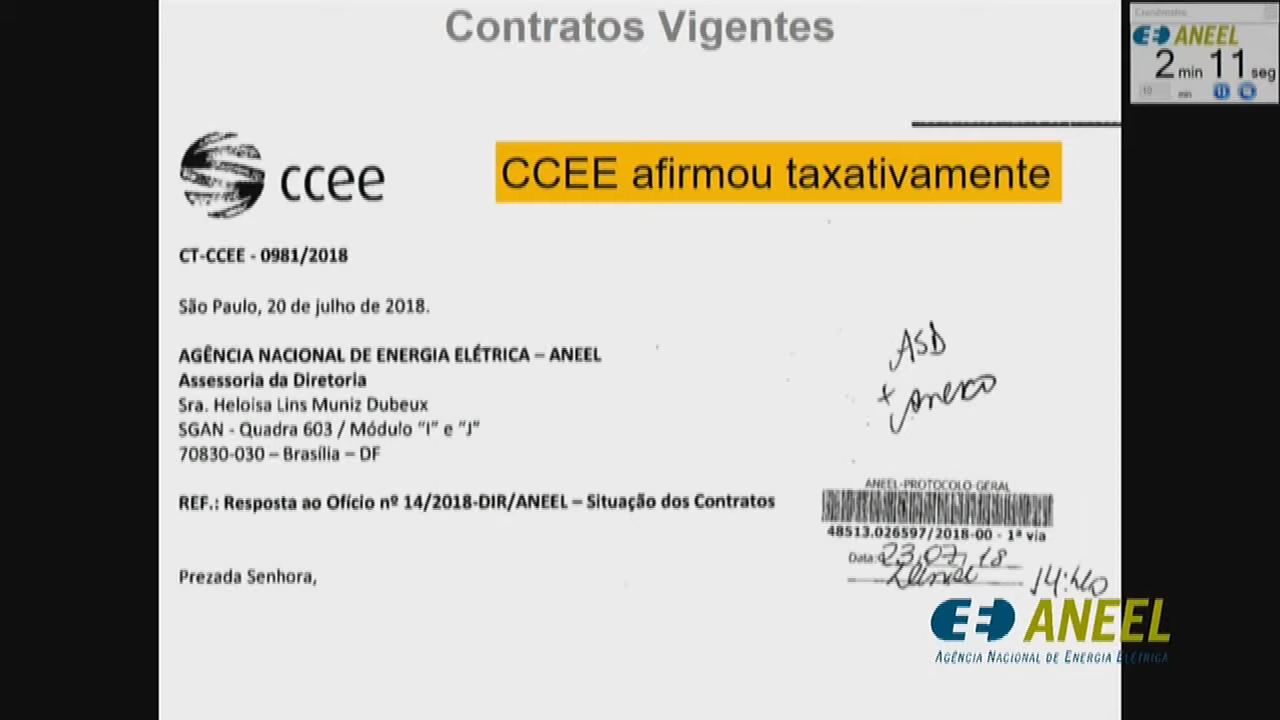 Contratos Vigentes
ANEEL
2 min 11 seg
10 min
ccee
CCEE afirmou taxativamente
CT-CCEE - 0981/2018
São Paulo, 20 de julho de 2018.
AGÊNCIA NACIONAL DE ENERGIA ELÉTRICA – ANEEL
Assessoria da Diretoria
Sra. Heloisa Lins Muniz Dubeux
SGAN - Quadra 603 / Módulo "I" e "J"
70830-030 – Brasília – DF
ASD
+ Anexo
REF.: Resposta ao Ofício nº 14/2018-DIR/ANEEL – Situação dos Contratos
ANEEL-PROTOCOLO-GERAL
48513.026597/2018-00 - 1ª via
Data: 23,07,18
14:40
Prezada Senhora,
ANEEL
AGÊNCIA NACIONAL DE ENERGIA ELÉTRICA